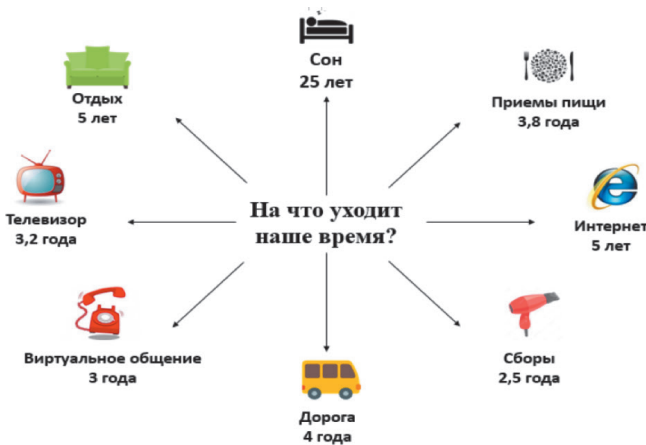 Сон
25 лет
Отдых
5 лет
Приемы пищи
3,8 года
Телевизор
3,2 года
На что уходит
наше время?
Интернет
5 лет
Виртуальное общение
3 года
Сборы
2,5 года
Дорога
4 года